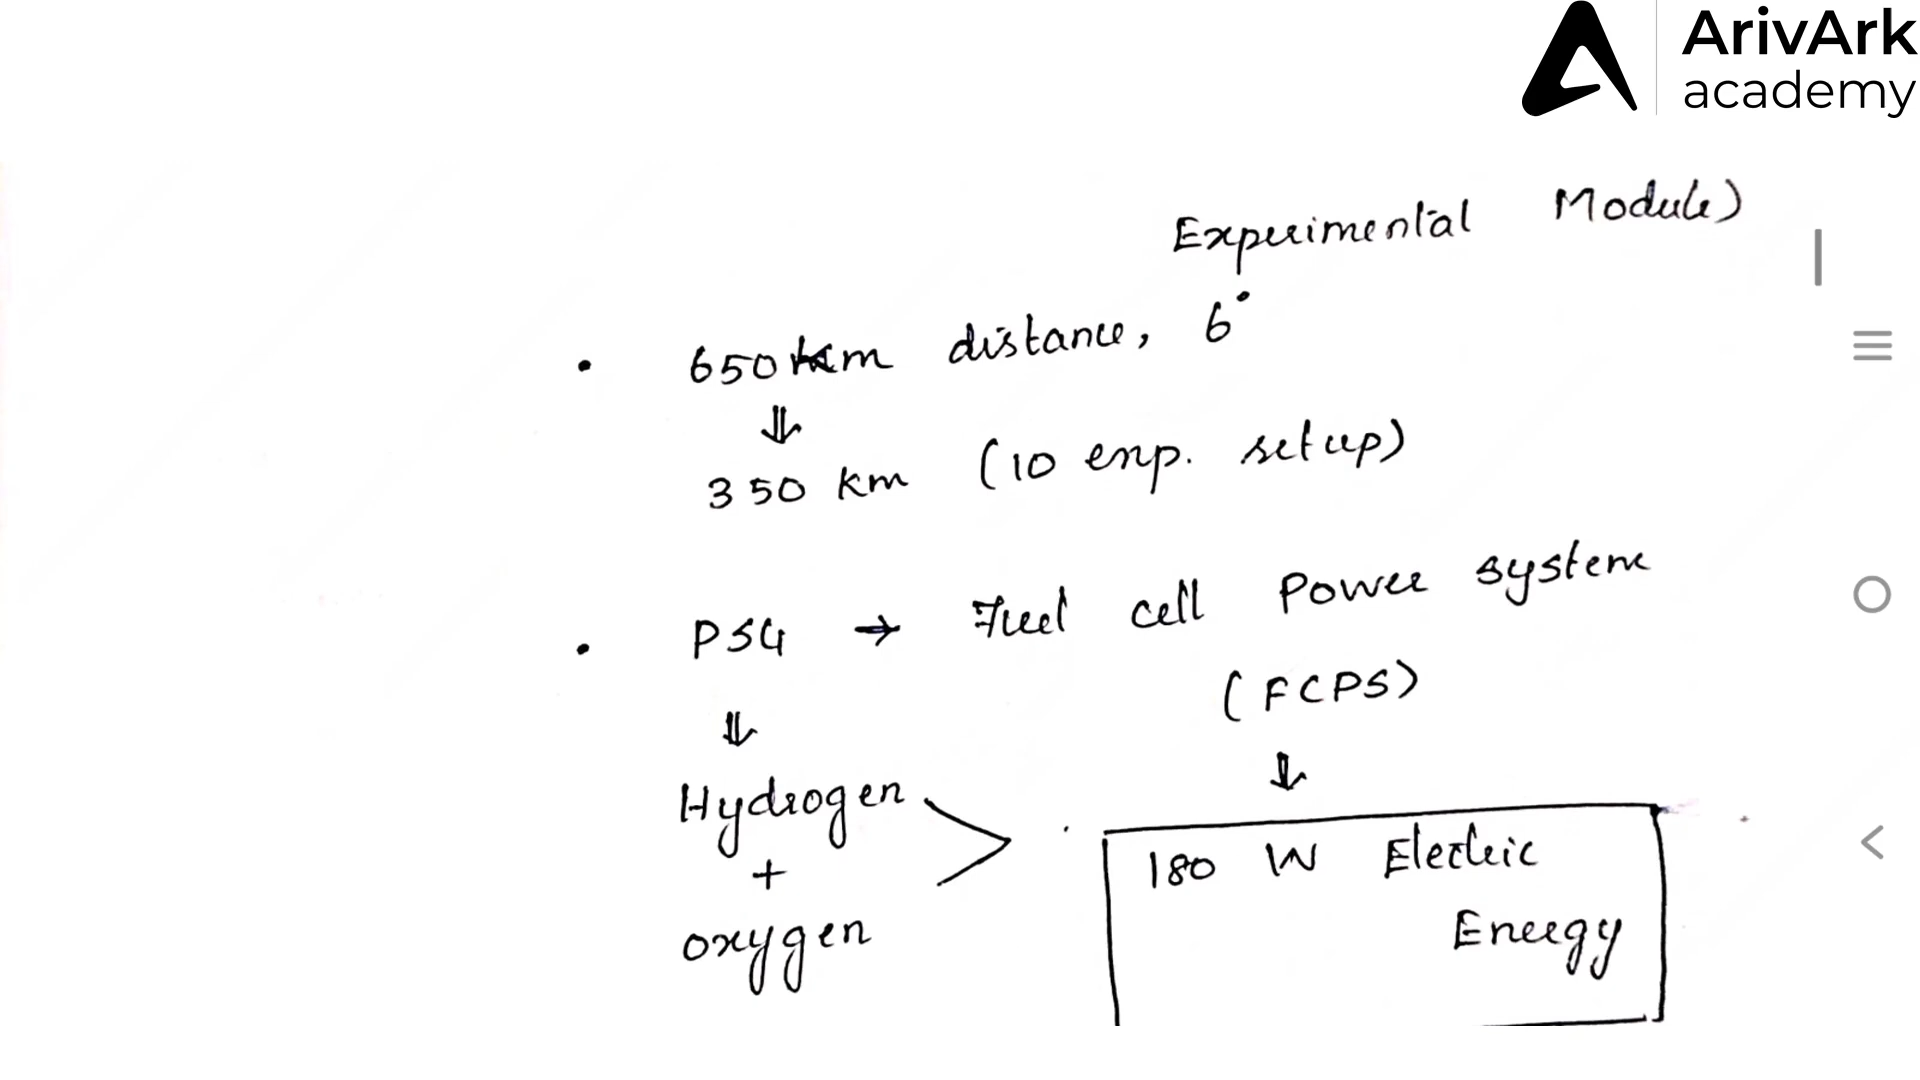 ArivArk
academy
Experimental Module)
• 650 km distance, 6°
⇓
350 km (10 exp. setup)
• PS4 → Fuel cell Power system
(FCPS)
⇓ ↓
Hydrogen
180 W Electric
+
Energy
oxygen